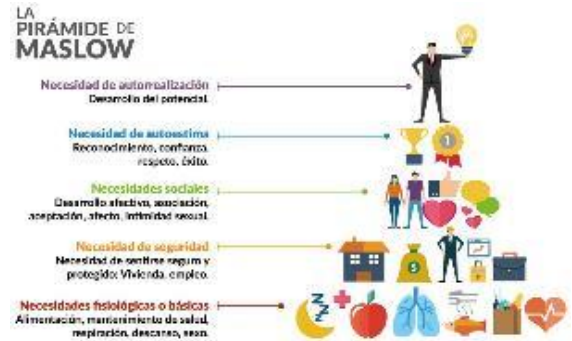 LA
PIRÁMIDE DE
MASLOW
Necesidad de autorrealización
Desarrollo del potencial.
Necesidad de autoestima
Reconocimiento, confianza,
respeto, éxito.
1
Necesidades sociales
Desarrollo afectivo, asociación,
aceptación, afecto, intimidad sexual.
Necesidad de seguridad
Necesidad de sentirse segum y
protegido: Vivienda, empleo.
$
Necesidades fisiológicas o básicas
Alimentación, mantenimiento de salud,
respiración, descanso, sexo.
Z Z Z